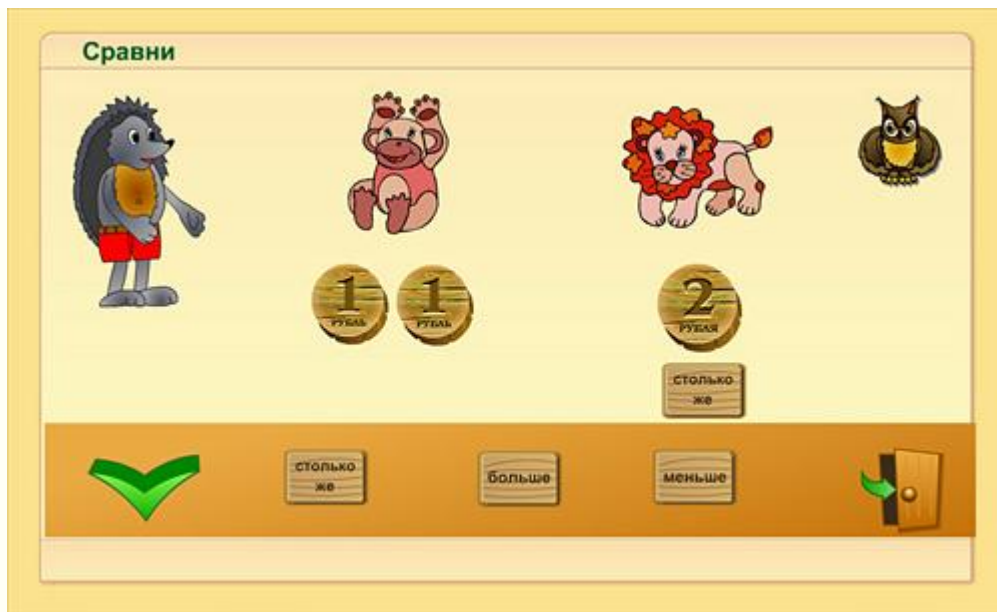 Сравни
1 1 2
РУБЛЬ РУБЛЬ РУБЛЯ
столько
же
столько
же
больше
меньше